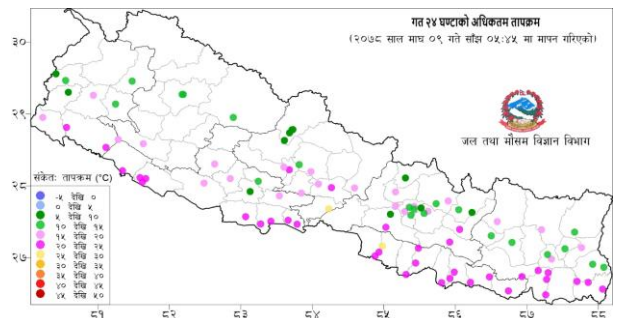 गत २४ घण्टाको अधिकतम तापक्रम
(२०७८ साल माघ ०९ गते साँझ ०५:४५ मा मापन गरिएको)
जल तथा मौसम विज्ञान विभाग
३०
२९
२८
२७
संकेत: तापक्रम (°C)
-५ देखि ०
० देखि ५
५ देखि १०
१० देखि १५
१५ देखि २०
२० देखि २५
२५ देखि ३०
३० देखि ३५
३५ देखि ४०
४० देखि ४५
४५ देखि ५०
८१ ८२ ८३ ८४ ८५ ८६ ८७ ८८